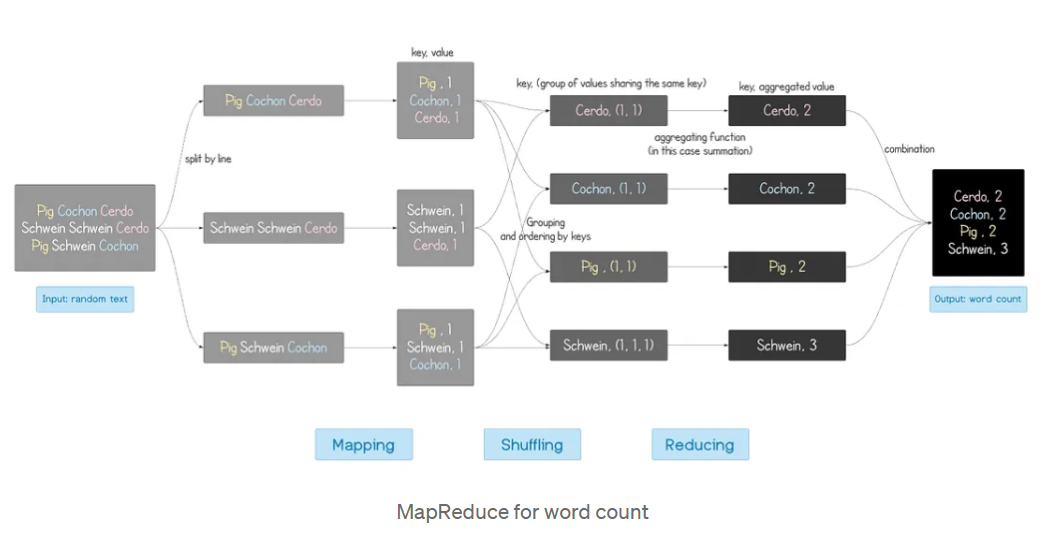 key, value
Pig , 1
Cochon, 1
Cerdo, 1
Pig Cochon Cerdo
key, (group of values sharing the same key)
Cerdo, (1, 1)
key, aggregated value
Cerdo, 2
split by line
aggregating function
(in this case summation)
combination
Pig Cochon Cerdo
Schwein Schwein Cerdo
Pig Schwein Cochon
Input: random text
Schwein Schwein Cerdo
Schwein, 1
Schwein, 1
Cerdo, 1
Cochon, (1, 1)
Cochon, 2
Grouping
and ordering by keys
Pig , (1, 1)
Pig , 2
Cerdo, 2
Cochon, 2
Pig , 2
Schwein, 3
Output: word count
Pig Schwein Cochon
Pig , 1
Schwein, 1
Cochon, 1
Schwein, (1, 1, 1)
Schwein, 3
Mapping
Shuffling
Reducing
MapReduce for word count